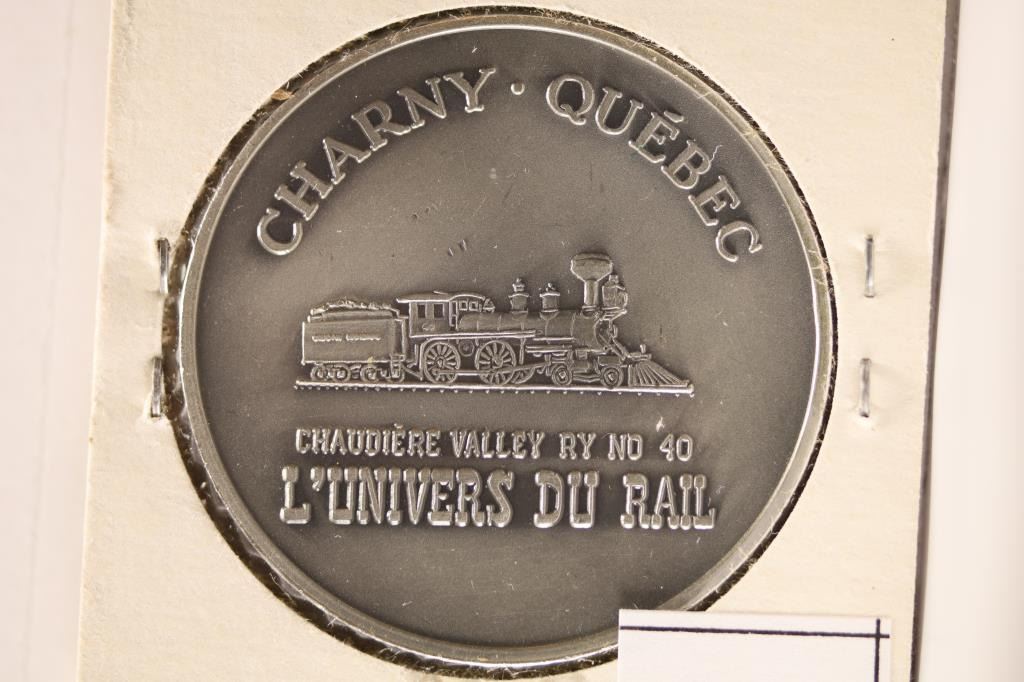 CHARNY · QUÉBEC
CHAUDIÈRE VALLEY RY NO 40
L'UNIVERS DU RAIL